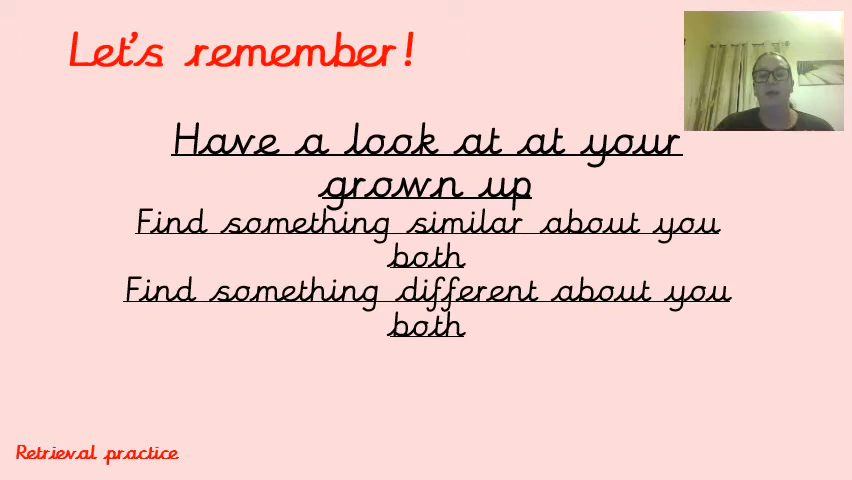 Let's remember!
Have a look at at your
grown up
Find something similar about you
both
Find something different about you
both
Retrieval practice